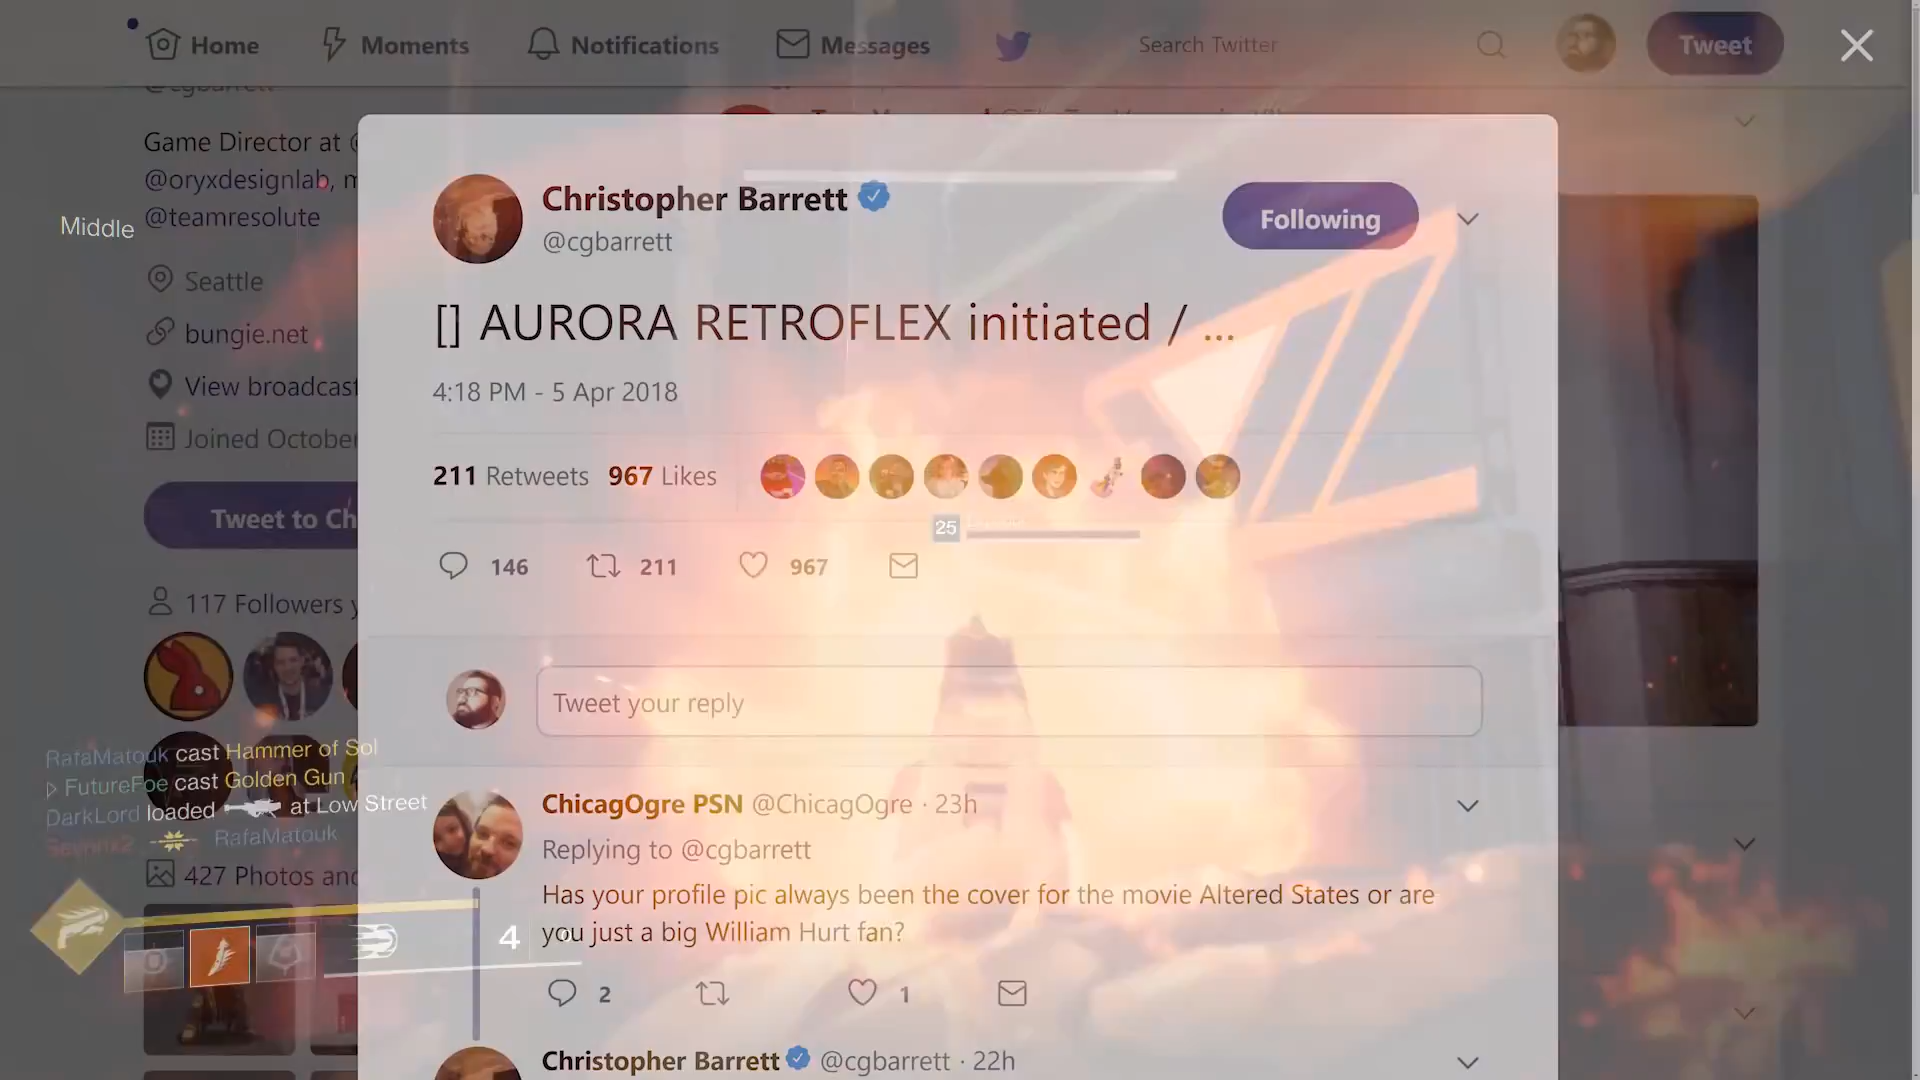 Home
Moments
Notifications
Messages
Search Twitter
Tweet
Game Director at
@oryxdesignlab,
@teamresolute
Middle
Seattle
bungie.net
View broadcast
Joined October
Tweet to Ch
117 Followers y
427 Photos and
Christopher Barrett
@cgbarrett
Following
[] AURORA RETROFLEX initiated / ...
4:18 PM - 5 Apr 2018
211 Retweets 967 Likes
25
146
211
967
Tweet your reply
ChicagOgre PSN @ChicagOgre · 23h
Replying to @cgbarrett
Has your profile pic always been the cover for the movie Altered States or are
you just a big William Hurt fan?
2
1
Christopher Barrett @cgbarrett · 22h
RafaMatouk cast Hammer of Sol
FutureFoe cast Golden Gun
DarkLord loaded at Low Street
RafaMatouk
4